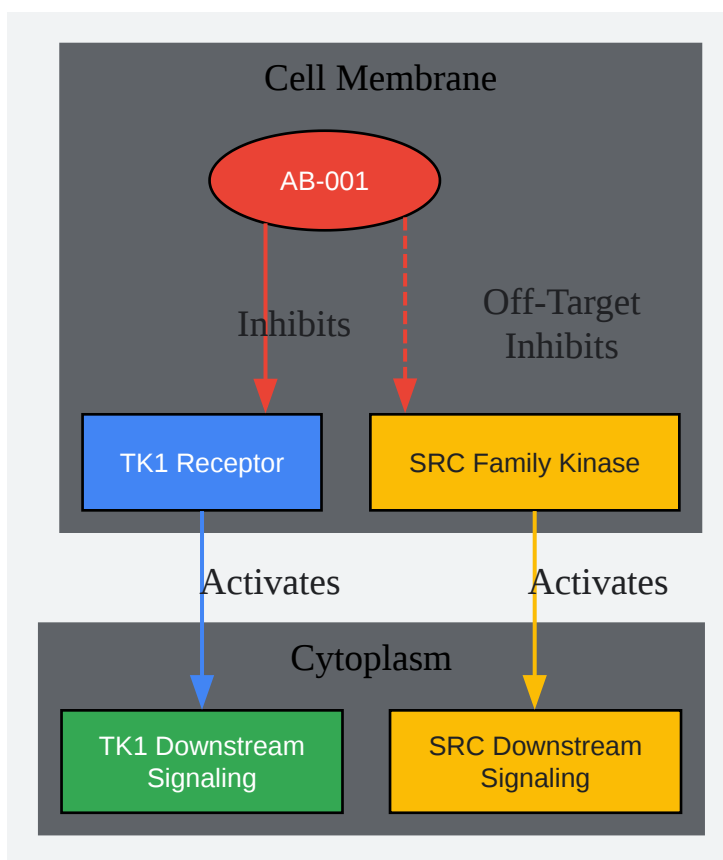 Cell Membrane
AB-001
Inhibits
Off-Target
Inhibits
TK1 Receptor
SRC Family Kinase
Activates
Activates
Cytoplasm
TK1 Downstream
Signaling
SRC Downstream
Signaling